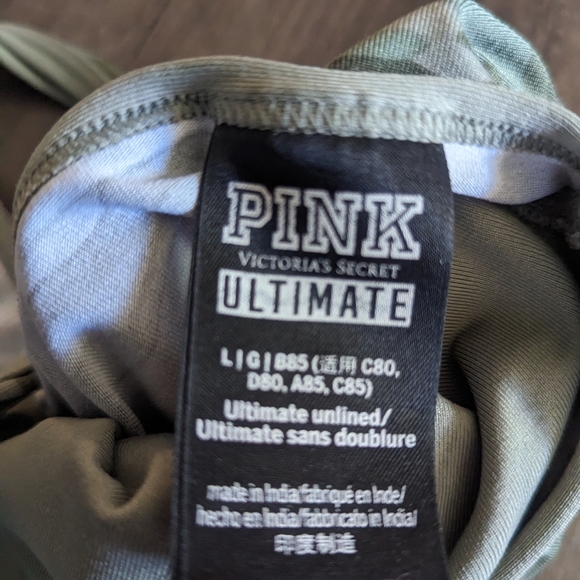 PINK
VICTORIA'S SECRET
ULTIMATE
L | G | B85 (适用 C80,
D80, A85, C85)
Ultimate unlined/
Ultimate sans doublure
made in India/fabriqué en Inde/
hecho en India/fabbricato in India/
印度制造